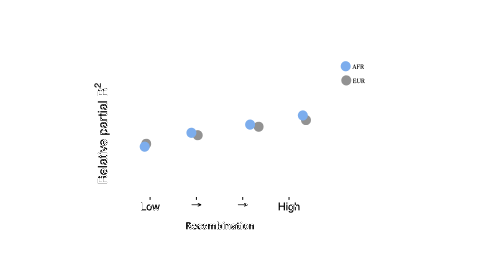 AFR
EUR
Relative partial R²
Low → → High
Recombination